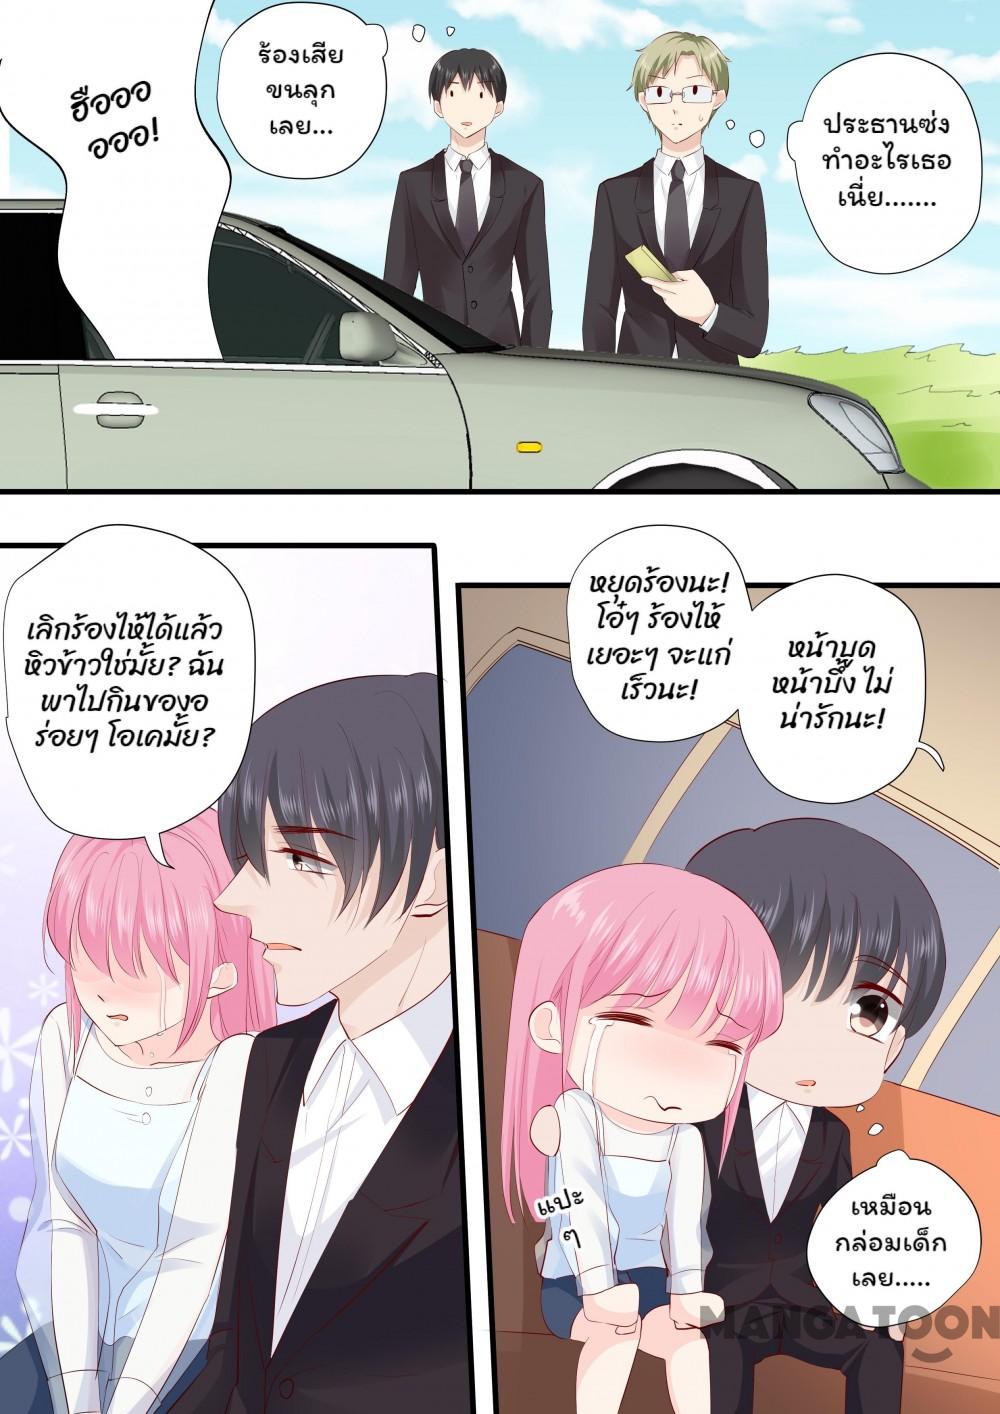 ฮือออ
อออ!
ร้องเสีย
ขนลุก
เลย...
ประธานซ่ง
ทำอะไรเธอ
เนี่ย.......
เลิกร้องไห้ได้แล้ว
หิวข้าวใช่มั้ย? ฉัน
พาไปกินของอ
ร่อยๆ โอเคมั้ย?
หยุดร้องนะ!
โอ๋ๆ ร้องไห้
เยอะๆ จะแก่
เร็วนะ!
หน้าบูด
หน้าบึ้ง ไม่
น่ารักนะ!
แปะ
ๆ
เหมือน
กล่อมเด็ก
เลย.....
MANGATOON